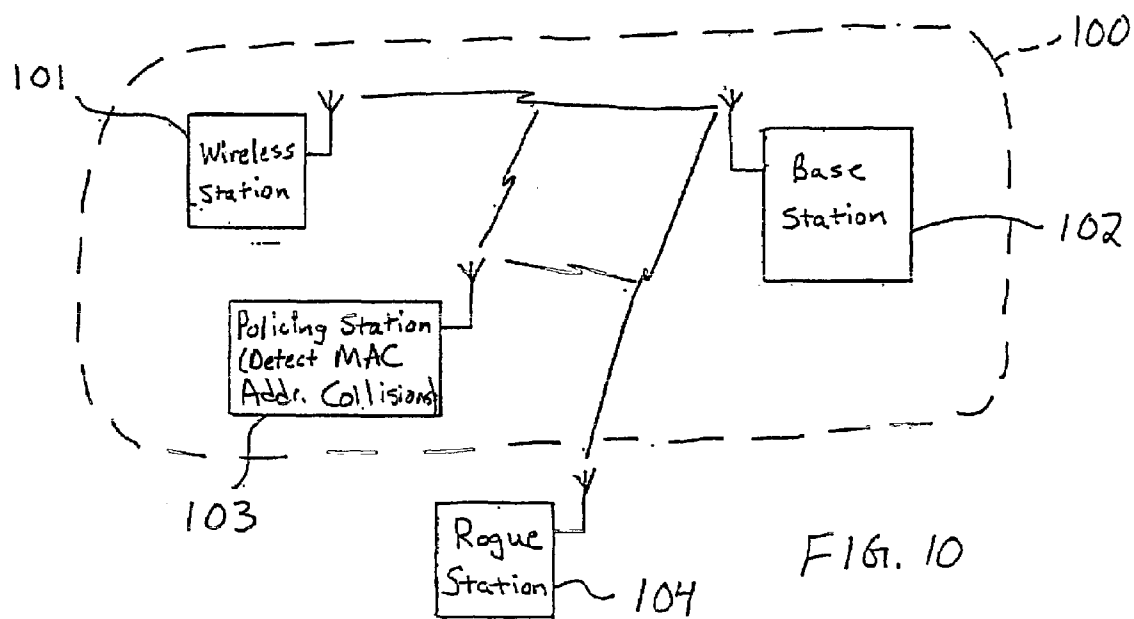 100
101
Wireless
Station
Base
Station
102
Policing Station
(Detect MAC
Addr. Collisions)
103
Rogue
Station
104
FIG. 10